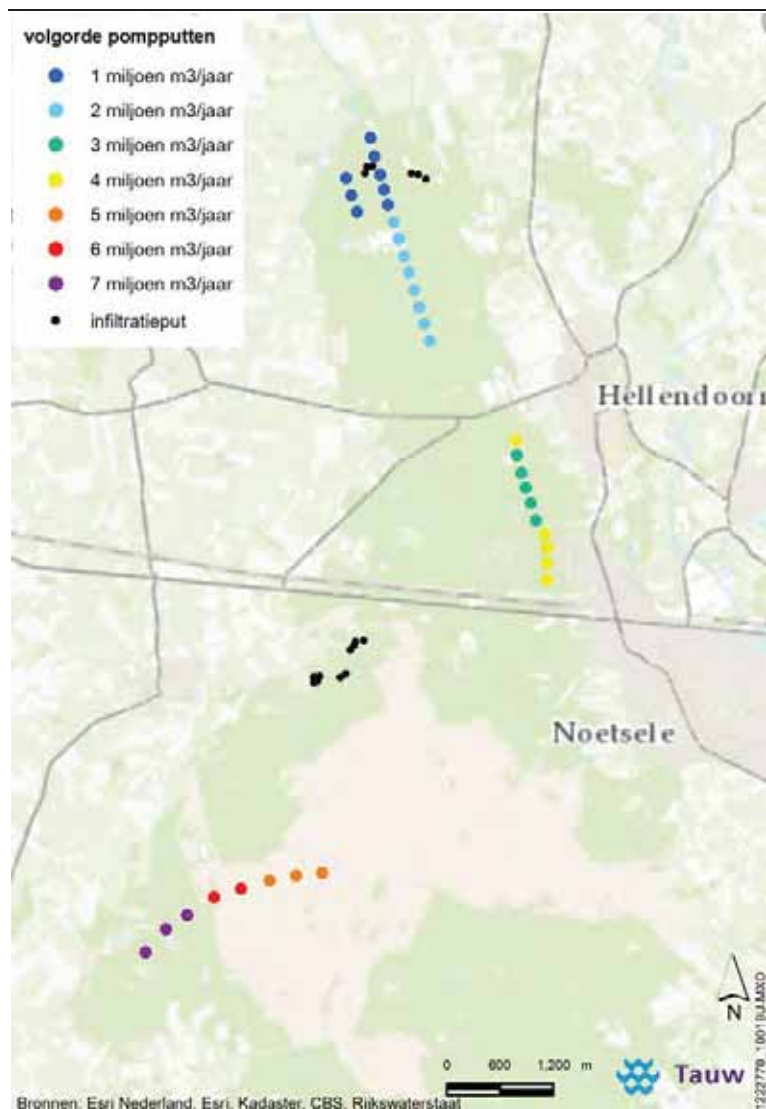 volgorde pompputten
1 miljoen m3/jaar
2 miljoen m3/jaar
3 miljoen m3/jaar
4 miljoen m3/jaar
5 miljoen m3/jaar
6 miljoen m3/jaar
7 miljoen m3/jaar
infiltratieput
Hellendoorn
Noetsele
N
0 600 1,200 m
Tauw
Bronnen: Esri Nederland, Esri, Kadaster, CBS, Rijkswaterstaat